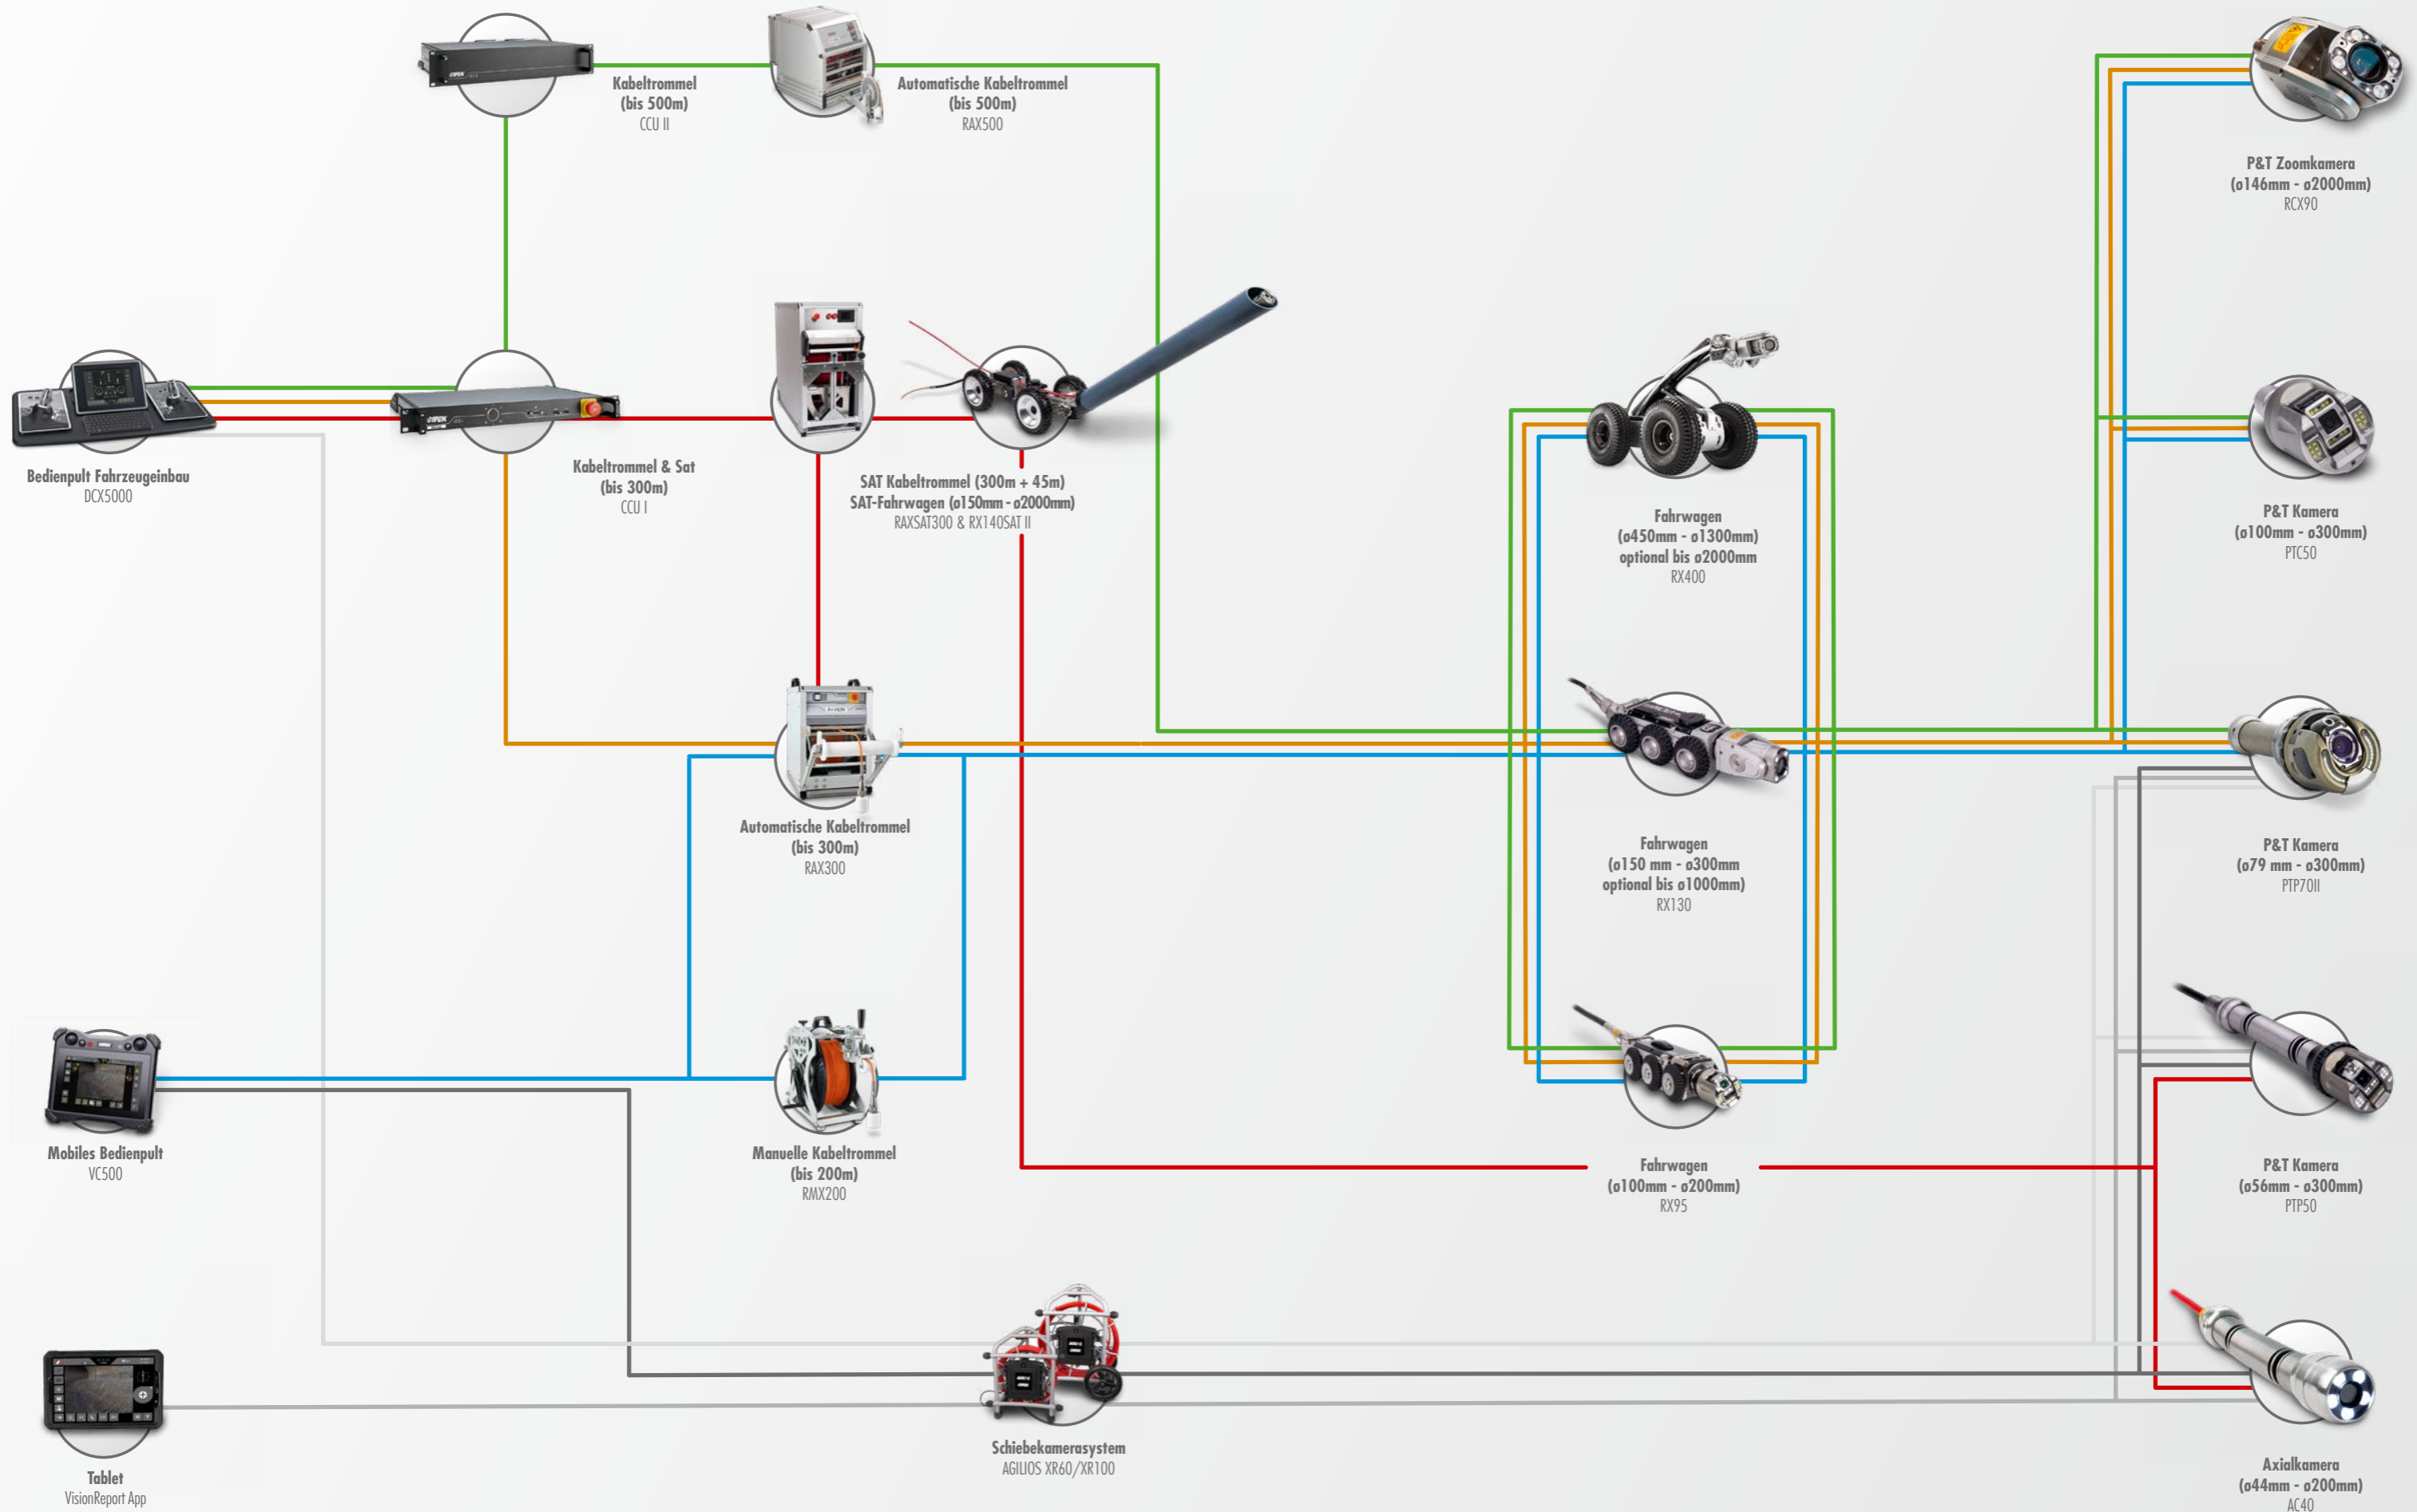 Kabeltrommel
(bis 500m)
CCU II
Automatische Kabeltrommel
(bis 500m)
RAX500
P&T Zoomkamera
(ø146mm - ø2000mm)
RCX90
Bedienpult Fahrzeugeinbau
DCX5000
Kabeltrommel & Sat
(bis 300m)
CCU I
SAT Kabeltrommel (300m + 45m)
SAT-Fahrwagen (ø150mm - ø2000mm)
RAXSAT300 & RX140SAT II
Fahrwagen
(ø450mm - ø1300mm)
optional bis ø2000mm
RX400
P&T Kamera
(ø100mm - ø300mm)
PTC50
Automatische Kabeltrommel
(bis 300m)
RAX300
Fahrwagen
(ø150 mm - ø300mm
optional bis ø1000mm)
RX130
P&T Kamera
(ø79 mm - ø300mm)
PTP70II
Mobiles Bedienpult
VC500
Manuelle Kabeltrommel
(bis 200m)
RMX200
Fahrwagen
(ø100mm - ø200mm)
RX95
P&T Kamera
(ø56mm - ø300mm)
PTP50
Tablet
VisionReport App
Schiebekamerasystem
AGILIOS XR60/XR100
Axialkamera
(ø44mm - ø200mm)
AC40